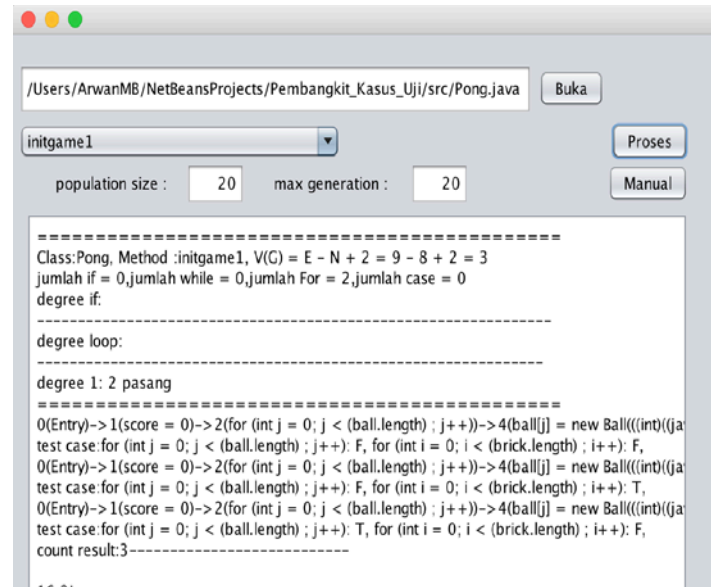 /Users/ArwanMB/NetBeansProjects/Pembangkit_Kasus_Uji/src/Pong.java Buka
initgame1 Proses
population size : 20 max generation : 20 Manual
================================================
Class:Pong, Method :initgame1, V(G) = E - N + 2 = 9 - 8 + 2 = 3
jumlah if = 0,jumlah while = 0,jumlah For = 2,jumlah case = 0
degree if:
----------------------------------------------------------------
degree loop:
---------------------------------------------------------------
degree 1: 2 pasang
================================================
0(Entry)->1(score = 0)->2(for (int j = 0; j < (ball.length) ; j++))->4(ball[j] = new Ball(((int)((ja
test case:for (int j = 0; j < (ball.length) ; j++): F, for (int i = 0; i < (brick.length) ; i++): F,
0(Entry)->1(score = 0)->2(for (int j = 0; j < (ball.length) ; j++))->4(ball[j] = new Ball(((int)((ja
test case:for (int j = 0; j < (ball.length) ; j++): F, for (int i = 0; i < (brick.length) ; i++): T,
0(Entry)->1(score = 0)->2(for (int j = 0; j < (ball.length) ; j++))->4(ball[j] = new Ball(((int)((ja
test case:for (int j = 0; j < (ball.length) ; j++): T, for (int i = 0; i < (brick.length) ; i++): F,
count result:3---------------------------